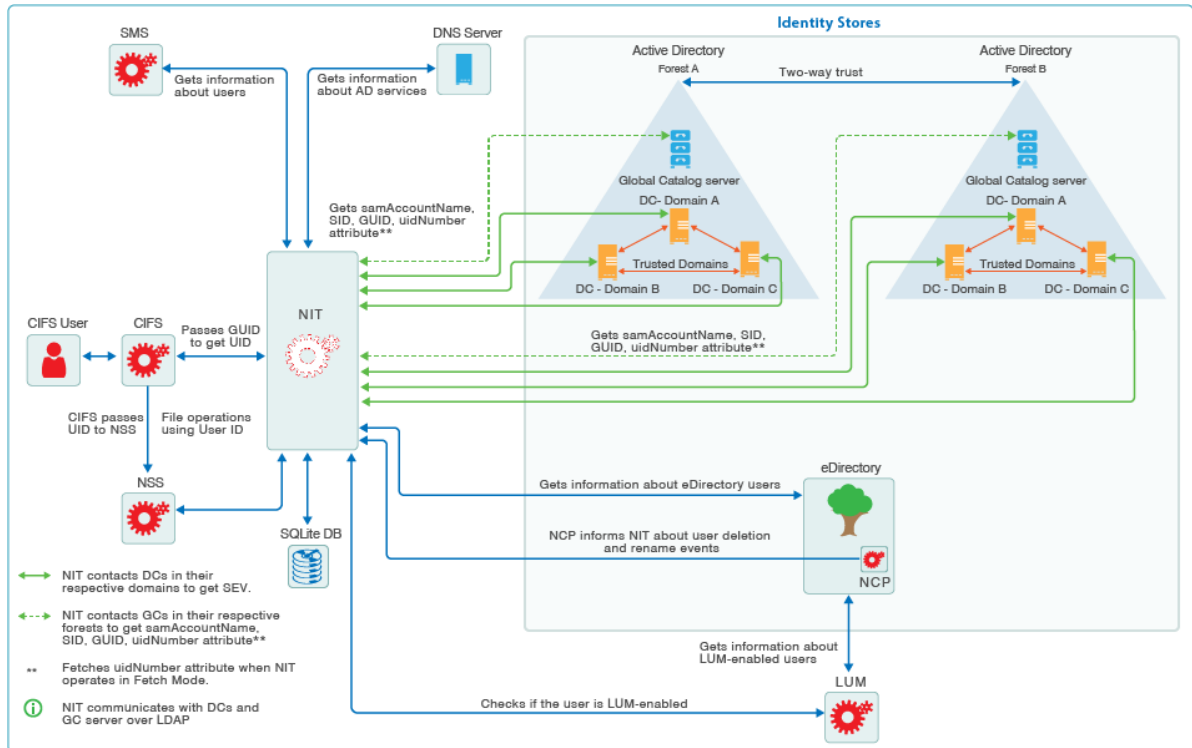 Identity Stores
SMS
DNS Server
Gets information
about users
Gets information
about AD services
Active Directory
Forest A
Two-way trust
Active Directory
Forest B
Global Catalog server
DC- Domain A
Trusted Domains
DC - Domain B
DC - Domain C
Global Catalog server
DC- Domain A
Trusted Domains
DC - Domain B
DC - Domain C
Gets samAccountName,
SID, GUID, uidNumber
attribute**
NIT
CIFS User
CIFS
Passes GUID
to get UID
Gets samAccountName, SID,
GUID, uidNumber attribute**
CIFS passes
UID to NSS
File operations
using User ID
NSS
SQLite DB
eDirectory
Gets information about eDirectory users
NCP informs NIT about user deletion
and rename events
NCP
NIT contacts DCs in their
respective domains to get SEV.
NIT contacts GCs in their respective
forests to get samAccountName,
SID, GUID, uidNumber attribute**
** Fetches uidNumber attribute when NIT
operates in Fetch Mode.
i NIT communicates with DCs and
GC server over LDAP
Gets information about
LUM-enabled users
LUM
Checks if the user is LUM-enabled